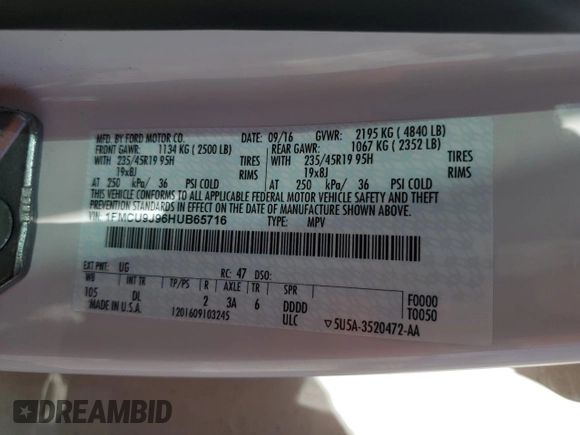 MFD. BY FORD MOTOR CO. 09/16 GVWR: 2195 KG ( 4840 LB)
FRONT GAWR: 1134 KG ( 2500 LB) REAR GAWR: 1067 KG ( 2352 LB)
WITH 235/45R19 95H TIRES WITH 235/45R19 95H TIRES
19x8J RIMS 19x8J RIMS
AT 250 kPa/ 36 PSI COLD AT 250 kPa/ 36 PSI COLD
THIS VEHICLE CONFORMS TO ALL APPLICABLE FEDERAL MOTOR VEHICLE SAFETY AND THEFT
PREVENTION STANDARDS IN EFFECT ON THE DATE OF MANUFACTURE SHOWN ABOVE.
VIN: 1FMCU9J96HUB65716 TYPE: MPV
EXT PNT: UG RC: 47 DSO:
WB INT TR TP/PS R AXLE TR SPR
105 DL 2 3A 6 DDDD F0000
MADE IN U.S.A. ULC T0050
1201609103245 ▽5U5A-3520472-AA
DREAMBID